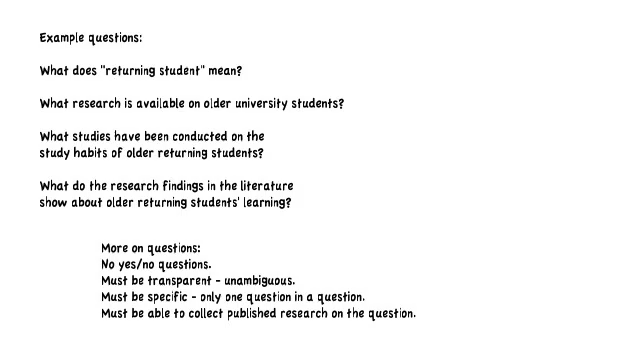 Example questions:
What does "returning student" mean?
What research is available on older university students?
What studies have been conducted on the
study habits of older returning students?
What do the research findings in the literature
show about older returning students' learning?
More on questions:
No yes/no questions.
Must be transparent - unambiguous.
Must be specific - only one question in a question.
Must be able to collect published research on the question.